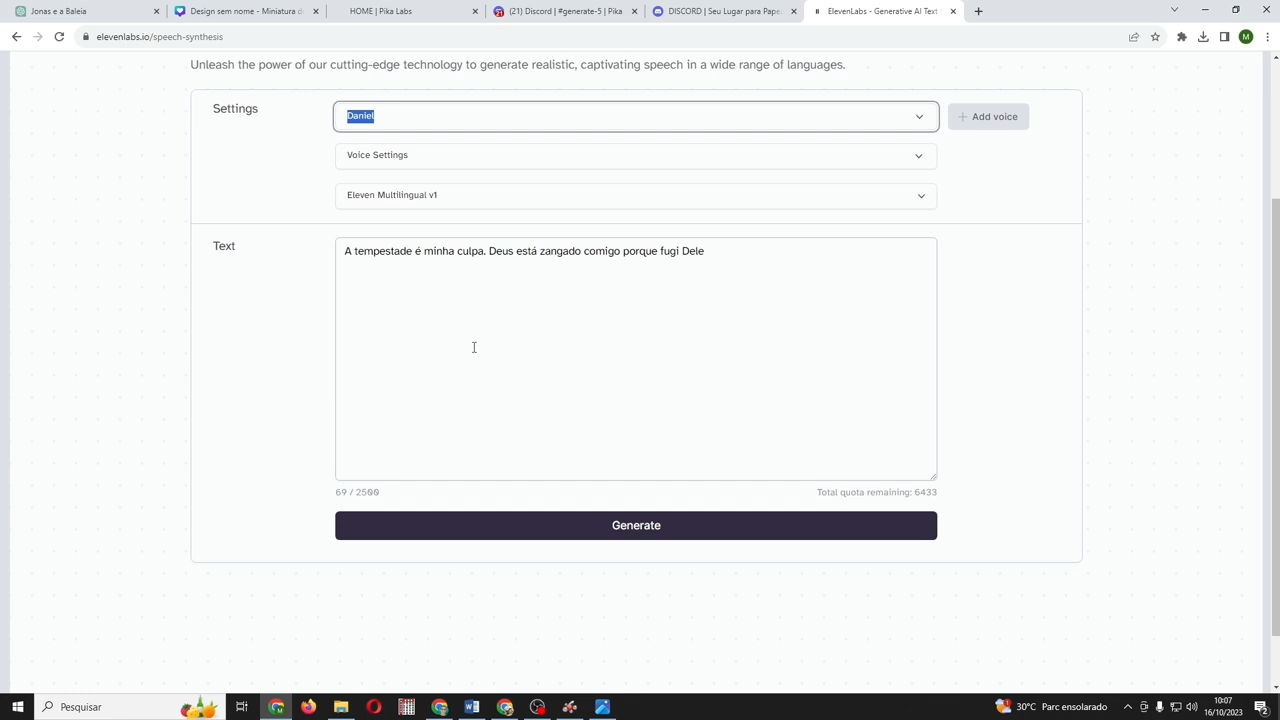 Jonas e a Baleia
Design sem nome - Miniatura d
HOME | Pika Labs
(21) Discord | #generate-5 | Pika
DISCORD | Seu Lugar para Pape
ElevenLabs - Generative AI Text
elevenlabs.io/speech-synthesis
M
Unleash the power of our cutting-edge technology to generate realistic, captivating speech in a wide range of languages.
Settings
Daniel
Add voice
Voice Settings
Eleven Multilingual v1
Text
A tempestade é minha culpa. Deus está zangado comigo porque fugi Dele
69 / 2500
Total quota remaining: 6433
Generate
Pesquisar
30°C Parc ensolarado
10:07
16/10/2023
2